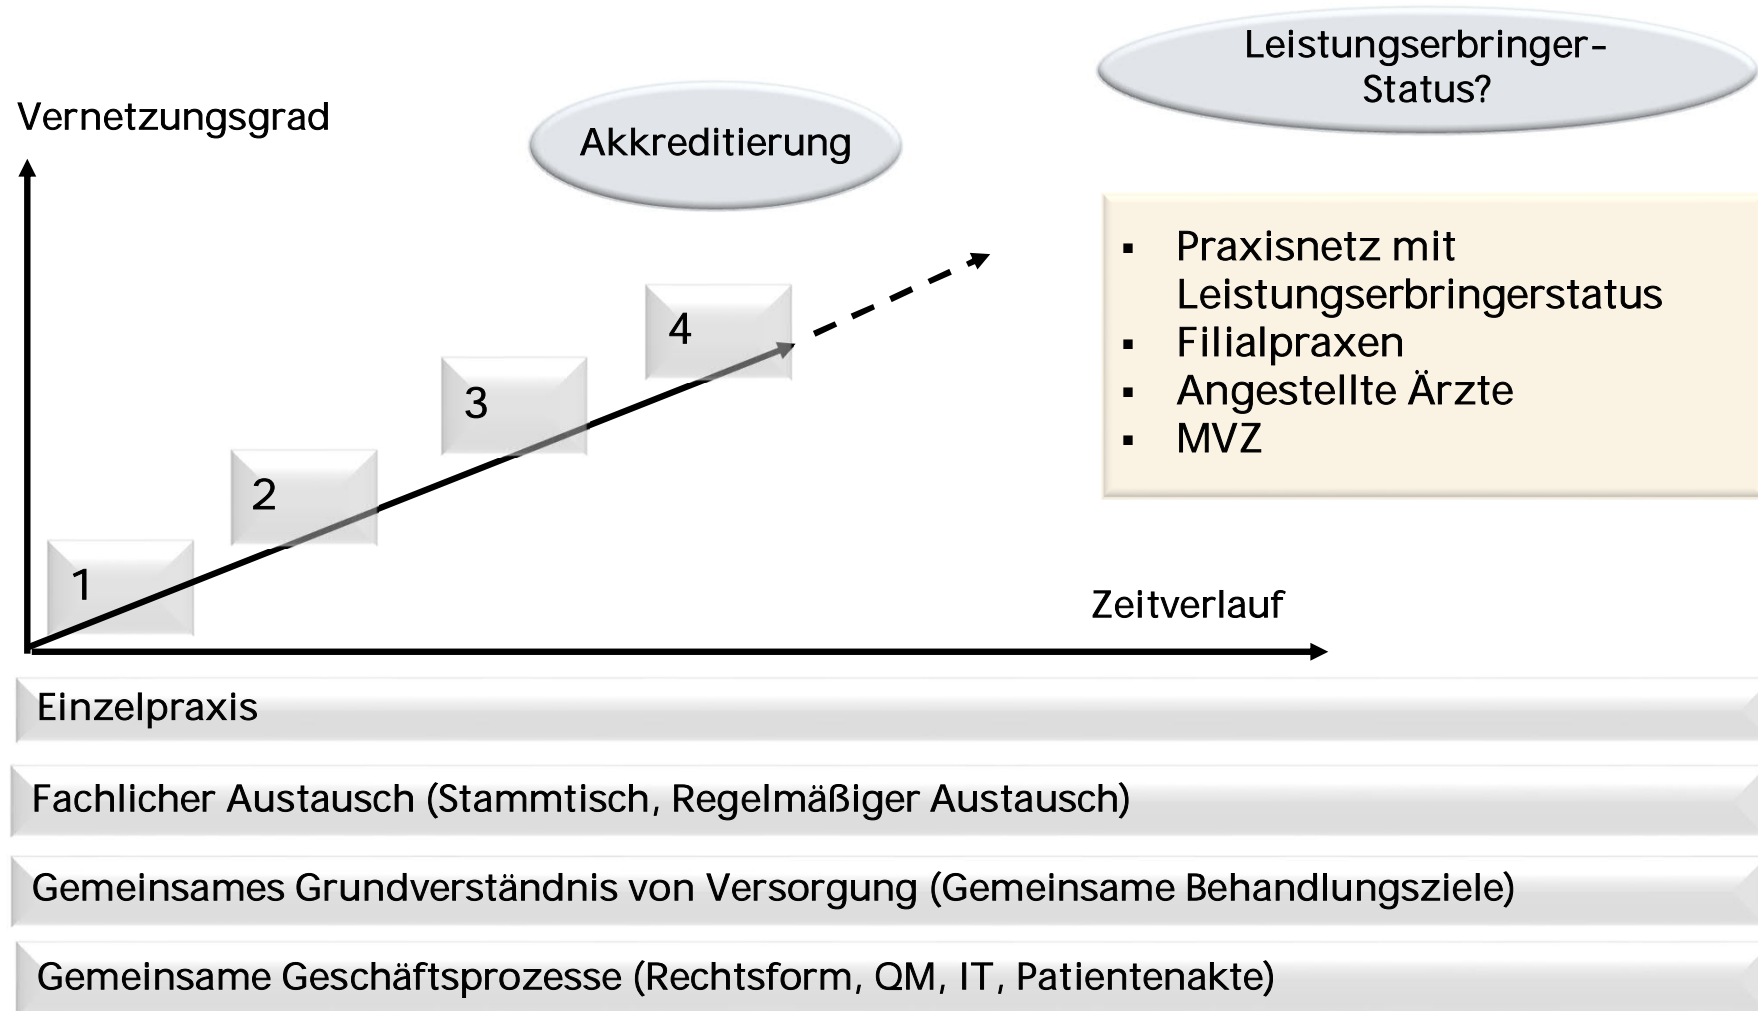 Leistungserbringer-
Status?
Vernetzungsgrad
Akkreditierung
▪ Praxisnetz mit
Leistungserbringerstatus
▪ Filialpraxen
▪ Angestellte Ärzte
▪ MVZ
4
3
2
1
Zeitverlauf
Einzelpraxis
Fachlicher Austausch (Stammtisch, Regelmäßiger Austausch)
Gemeinsames Grundverständnis von Versorgung (Gemeinsame Behandlungsziele)
Gemeinsame Geschäftsprozesse (Rechtsform, QM, IT, Patientenakte)